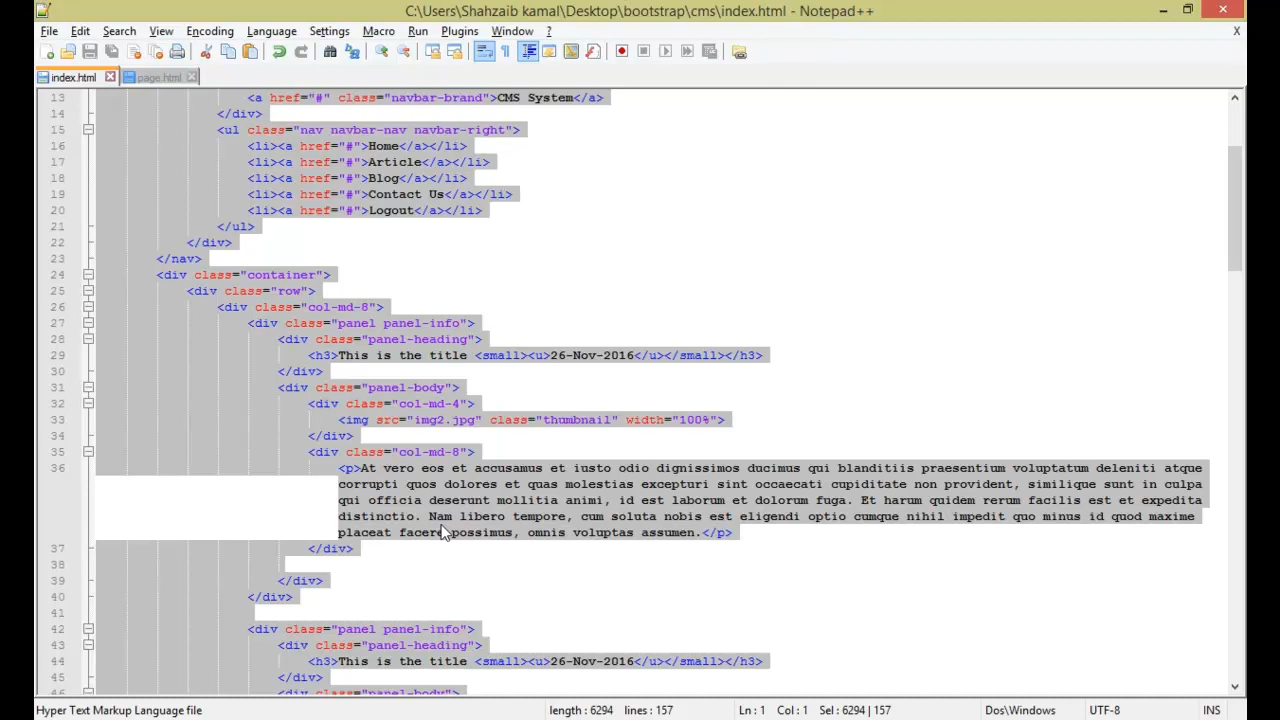 C:\Users\Shahzaib kamal\Desktop\bootstrap\cms\index.html - Notepad++
File Edit Search View Encoding Language Settings Macro Run Plugins Window ? X
index.html page.html
13 <a href="#" class="navbar-brand">CMS System</a>
14 </div>
15 <ul class="nav navbar-nav navbar-right">
16 <li><a href="#">Home</a></li>
17 <li><a href="#">Article</a></li>
18 <li><a href="#">Blog</a></li>
19 <li><a href="#">Contact Us</a></li>
20 <li><a href="#">Logout</a></li>
21 </ul>
22 </div>
23 </nav>
24 <div class="container">
25 <div class="row">
26 <div class="col-md-8">
27 <div class="panel panel-info">
28 <div class="panel-heading">
29 <h3>This is the title <small><u>26-Nov-2016</u></small></h3>
30 </div>
31 <div class="panel-body">
32 <div class="col-md-4">
33 <img src="img2.jpg" class="thumbnail" width="100%">
34 </div>
35 <div class="col-md-8">
36 <p>At vero eos et accusamus et iusto odio dignissimos ducimus qui blanditiis praesentium voluptatum deleniti atque
corrupti quos dolores et quas molestias excepturi sint occaecati cupiditate non provident, similique sunt in culpa
qui officia deserunt mollitia animi, id est laborum et dolorum fuga. Et harum quidem rerum facilis est et expedita
distinctio. Nam libero tempore, cum soluta nobis est eligendi optio cumque nihil impedit quo minus id quod maxime
placeat facere possimus, omnis voluptas assumen.</p>
37 </div>
38
39 </div>
40 </div>
41
42 <div class="panel panel-info">
43 <div class="panel-heading">
44 <h3>This is the title <small><u>26-Nov-2016</u></small></h3>
45 </div>
46 <div class="panel-body">
Hyper Text Markup Language file length : 6294 lines : 157 Ln : 1 Col : 1 Sel : 6294 | 157 Dos\Windows UTF-8 INS